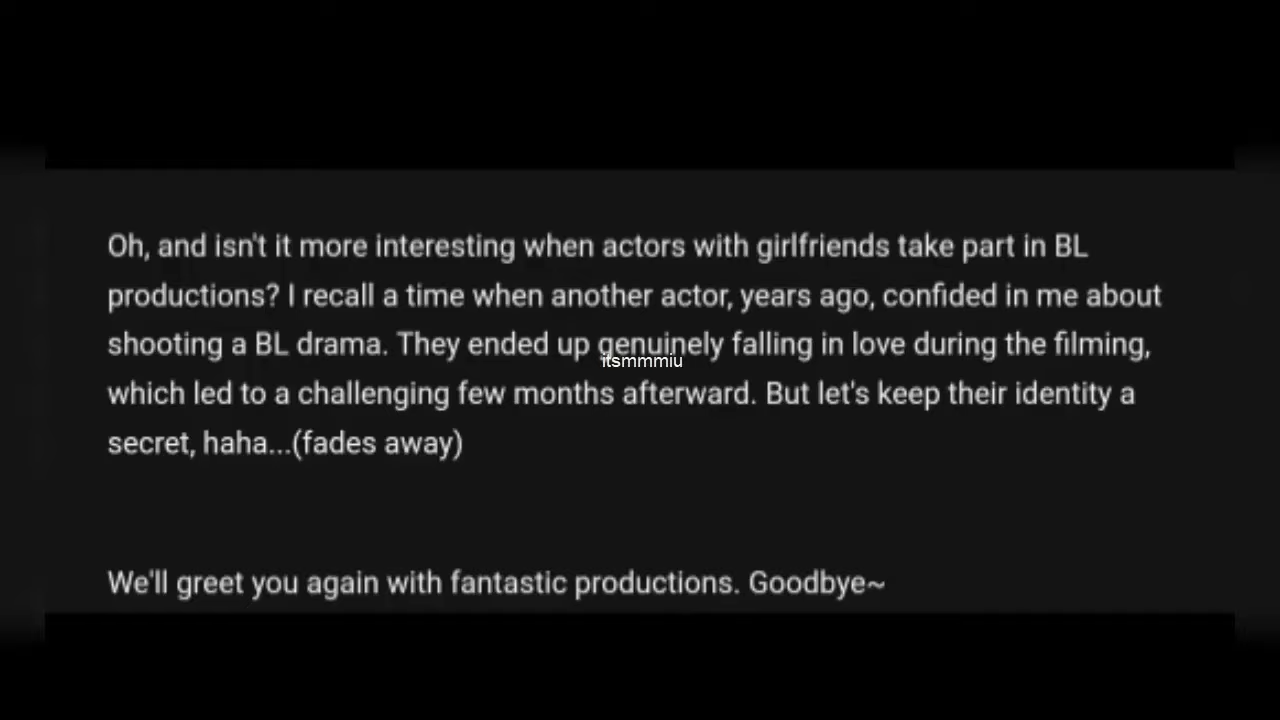 Oh, and isn't it more interesting when actors with girlfriends take part in BL
productions? I recall a time when another actor, years ago, confided in me about
shooting a BL drama. They ended up genuinely falling in love during the filming,
itsmmmiu
which led to a challenging few months afterward. But let's keep their identity a
secret, haha...(fades away)
We'll greet you again with fantastic productions. Goodbye~